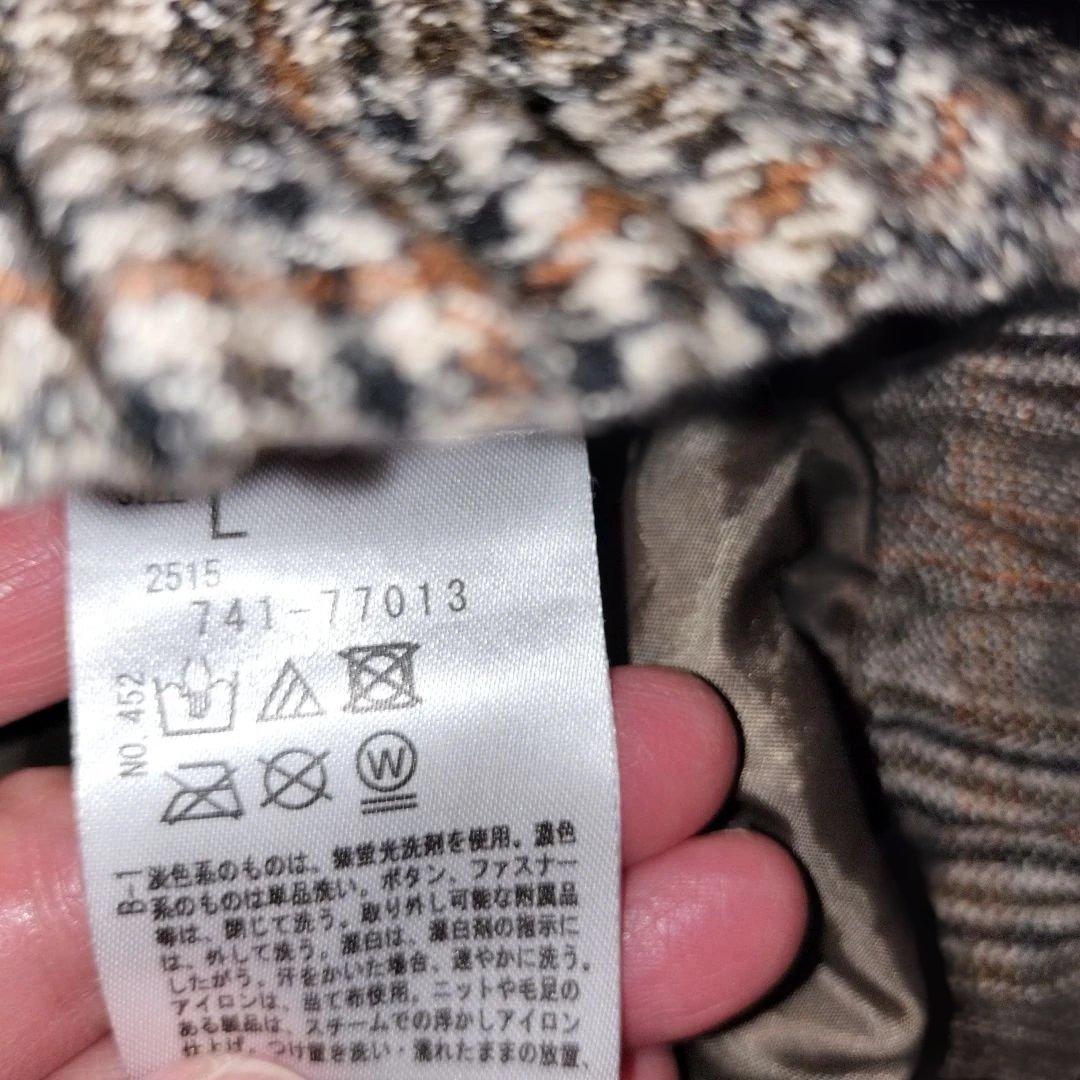 L
2515
741-77013
NO.452
W
B-1
淡色系のものは、無蛍光洗剤を使用。濃色
系のものは単品洗い。ボタン、ファスナー
等は、閉じて洗う。取り外し可能な附属品
は、外して洗う。漂白は、漂白剤の指示に
したがう。汗をかいた場合、速やかに洗う。
アイロンは、当て布使用。ニットや毛足の
ある製品は、スチームでの浮かしアイロン
仕上げ。つけ置き洗い・濡れたままの放置、